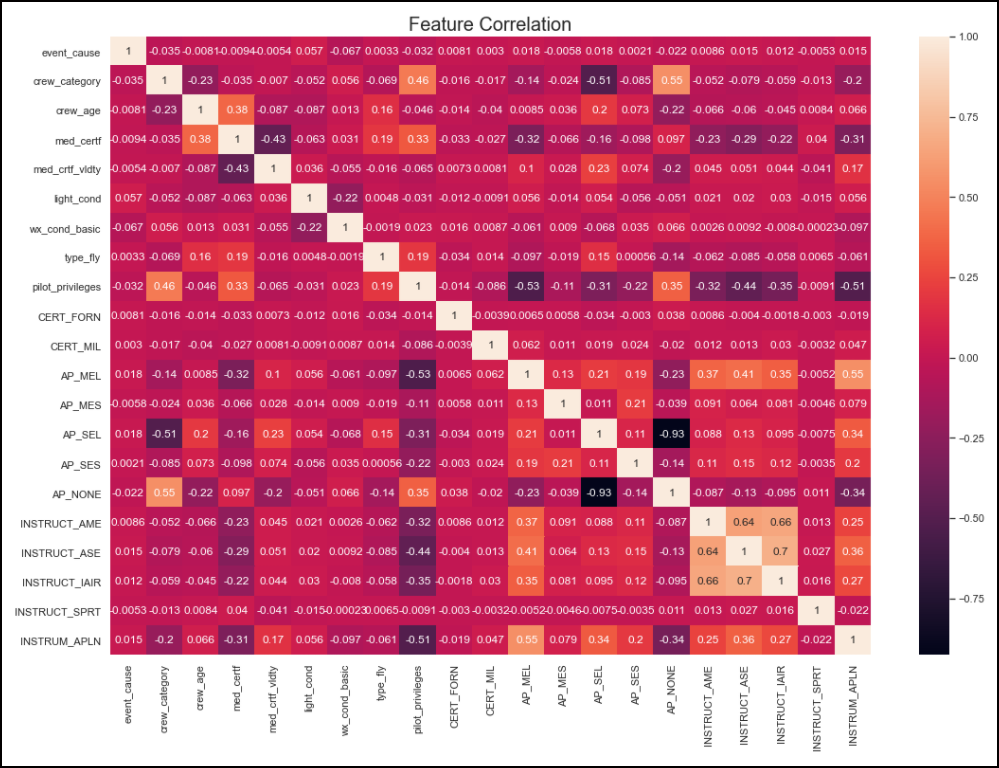 Feature Correlation
event_cause 1 -0.035 -0.0081 -0.0094 -0.0054 0.057 -0.067 0.0033 -0.032 0.0081 0.003 0.018 -0.0058 0.018 0.0021 -0.022 0.0086 0.015 0.012 -0.0053 0.015
crew_category -0.035 1 -0.23 -0.035 -0.007 -0.052 0.056 -0.069 0.46 -0.016 -0.017 -0.14 -0.024 -0.51 -0.085 0.55 -0.052 -0.079 -0.059 -0.013 -0.2
crew_age -0.0081 -0.23 1 0.38 -0.087 -0.087 0.013 0.16 -0.046 -0.014 -0.04 0.0085 0.036 0.2 0.073 -0.22 -0.066 -0.06 -0.045 0.0084 0.066
med_certf -0.0094 -0.035 0.38 1 -0.43 -0.063 0.031 0.19 0.33 -0.033 -0.027 -0.32 -0.066 -0.16 -0.098 0.097 -0.23 -0.29 -0.22 0.04 -0.31
med_crtf_vldty -0.0054 -0.007 -0.087 -0.43 1 0.036 -0.055 -0.016 -0.065 0.0073 0.0081 0.1 0.028 0.23 0.074 -0.2 0.045 0.051 0.044 -0.041 0.17
light_cond 0.057 -0.052 -0.087 -0.063 0.036 1 -0.22 0.0048 -0.031 -0.012 -0.0091 0.056 -0.014 0.054 -0.056 -0.051 0.021 0.02 0.03 -0.015 0.056
wx_cond_basic -0.067 0.056 0.013 0.031 -0.055 -0.22 1 -0.0019 0.023 0.016 0.0087 -0.061 0.009 -0.068 0.035 0.066 0.0026 0.0092 -0.008 -0.00023 -0.097
type_fly 0.0033 -0.069 0.16 0.19 -0.016 0.0048 -0.0019 1 0.19 -0.034 0.014 -0.097 -0.019 0.15 0.00056 -0.14 -0.062 -0.085 -0.058 0.0065 -0.061
pilot_privileges -0.032 0.46 -0.046 0.33 -0.065 -0.031 0.023 0.19 1 -0.014 -0.086 -0.53 -0.11 -0.31 -0.22 0.35 -0.32 -0.44 -0.35 -0.0091 -0.51
CERT_FORN 0.0081 -0.016 -0.014 -0.033 0.0073 -0.012 0.016 -0.034 -0.014 1 -0.0039 0.0065 0.0058 -0.034 -0.003 0.038 0.0086 -0.004 -0.0018 -0.003 -0.019
CERT_MIL 0.003 -0.017 -0.04 -0.027 0.0081 -0.0091 0.0087 0.014 -0.086 -0.0039 1 0.062 0.011 0.019 0.024 -0.02 0.012 0.013 0.03 -0.0032 0.047
AP_MEL 0.018 -0.14 0.0085 -0.32 0.1 0.056 -0.061 -0.097 -0.53 0.0065 0.062 1 0.13 0.21 0.19 -0.23 0.37 0.41 0.35 -0.0052 0.55
AP_MES -0.0058 -0.024 0.036 -0.066 0.028 -0.014 0.009 -0.019 -0.11 0.0058 0.011 0.13 1 0.011 0.21 -0.039 0.091 0.064 0.081 -0.0046 0.079
AP_SEL 0.018 -0.51 0.2 -0.16 0.23 0.054 -0.068 0.15 -0.31 -0.034 0.019 0.21 0.011 1 0.11 -0.93 0.088 0.13 0.095 -0.0075 0.34
AP_SES 0.0021 -0.085 0.073 -0.098 0.074 -0.056 0.035 0.00056 -0.22 -0.003 0.024 0.19 0.21 0.11 1 -0.14 0.11 0.15 0.12 -0.0035 0.2
AP_NONE -0.022 0.55 -0.22 0.097 -0.2 -0.051 0.066 -0.14 0.35 0.038 -0.02 -0.23 -0.039 -0.93 -0.14 1 -0.087 -0.13 -0.095 0.011 -0.34
INSTRUCT_AME 0.0086 -0.052 -0.066 -0.23 0.045 0.021 0.0026 -0.062 -0.32 0.0086 0.012 0.37 0.091 0.088 0.11 -0.087 1 0.64 0.66 0.013 0.25
INSTRUCT_ASE 0.015 -0.079 -0.06 -0.29 0.051 0.02 0.0092 -0.085 -0.44 -0.004 0.013 0.41 0.064 0.13 0.15 -0.13 0.64 1 0.7 0.027 0.36
INSTRUCT_IAIR 0.012 -0.059 -0.045 -0.22 0.044 0.03 -0.008 -0.058 -0.35 -0.0018 0.03 0.35 0.081 0.095 0.12 -0.095 0.66 0.7 1 0.016 0.27
INSTRUCT_SPRT -0.0053 -0.013 0.0084 0.04 -0.041 -0.015 -0.00023 0.0065 -0.0091 -0.003 -0.0032 -0.0052 -0.0046 -0.0075 -0.0035 0.011 0.013 0.027 0.016 1 -0.022
INSTRUM_APLN 0.015 -0.2 0.066 -0.31 0.17 0.056 -0.097 -0.061 -0.51 -0.019 0.047 0.55 0.079 0.34 0.2 -0.34 0.25 0.36 0.27 -0.022 1
event_cause
crew_category
crew_age
med_certf
med_crtf_vldty
light_cond
wx_cond_basic
type_fly
pilot_privileges
CERT_FORN
CERT_MIL
AP_MEL
AP_MES
AP_SEL
AP_SES
AP_NONE
INSTRUCT_AME
INSTRUCT_ASE
INSTRUCT_IAIR
INSTRUCT_SPRT
INSTRUM_APLN
1.00
0.75
0.50
0.25
0.00
-0.25
-0.50
-0.75